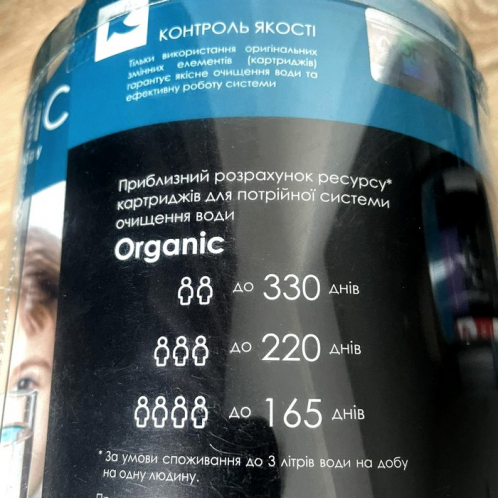 КОНТРОЛЬ ЯКОСТІ
Тільки використання оригінальних
змінних елементів (картриджів)
гарантує якісне очищення води та
ефективну роботу системи
IC
Приблизний розрахунок ресурсу*
картриджів для потрійної системи
очищення води
Organic
до 330 днів
до 220 днів
до 165 днів
* За умови споживання до 3 літрів води на добу
на одну людину.